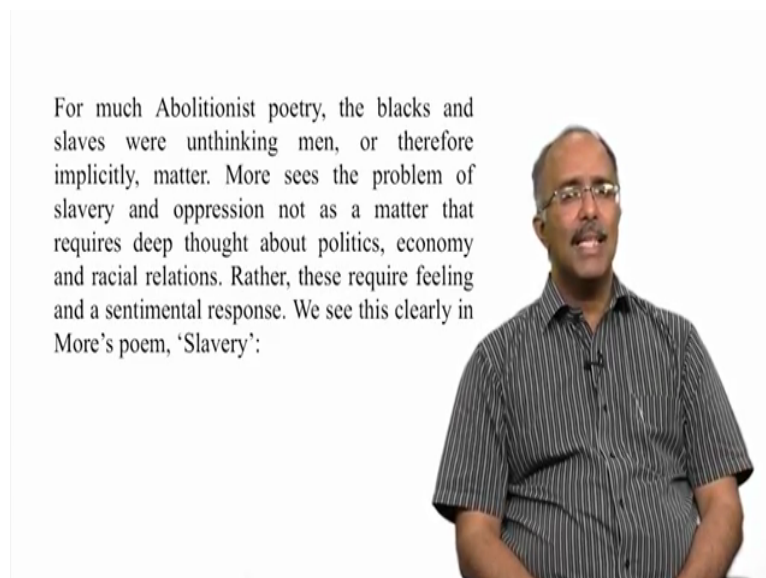 For much Abolitionist poetry, the blacks and
slaves were unthinking men, or therefore
implicitly, matter. More sees the problem of
slavery and oppression not as a matter that
requires deep thought about politics, economy
and racial relations. Rather, these require feeling
and a sentimental response. We see this clearly in
More's poem, ‘Slavery’: